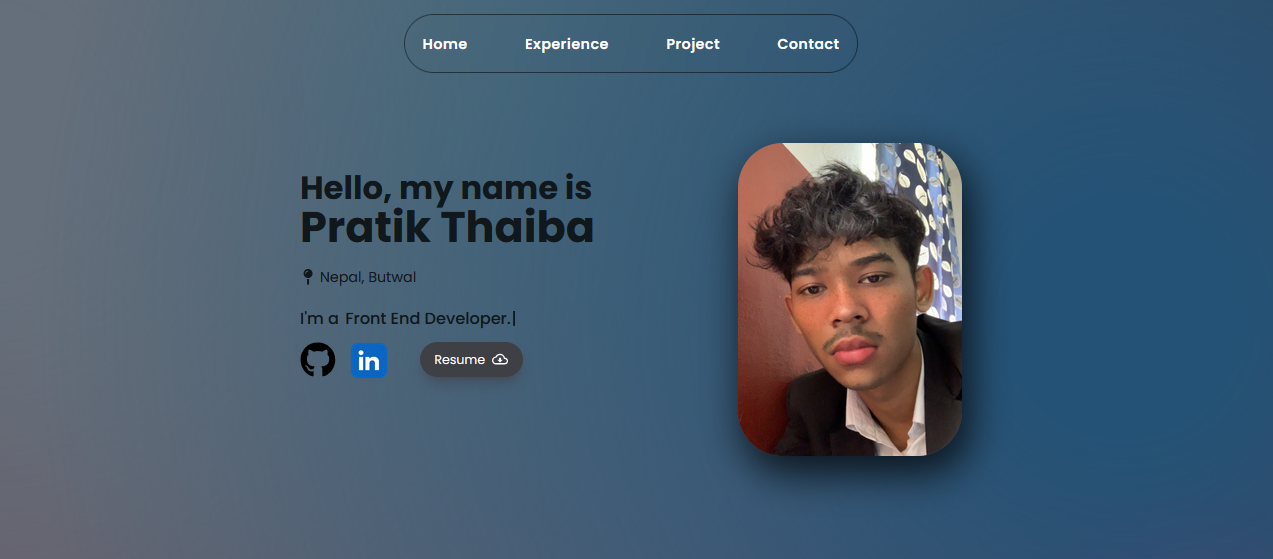 Home Experience Project Contact
Hello, my name is
Pratik Thaiba
Nepal, Butwal
I'm a Front End Developer.|
in Resume